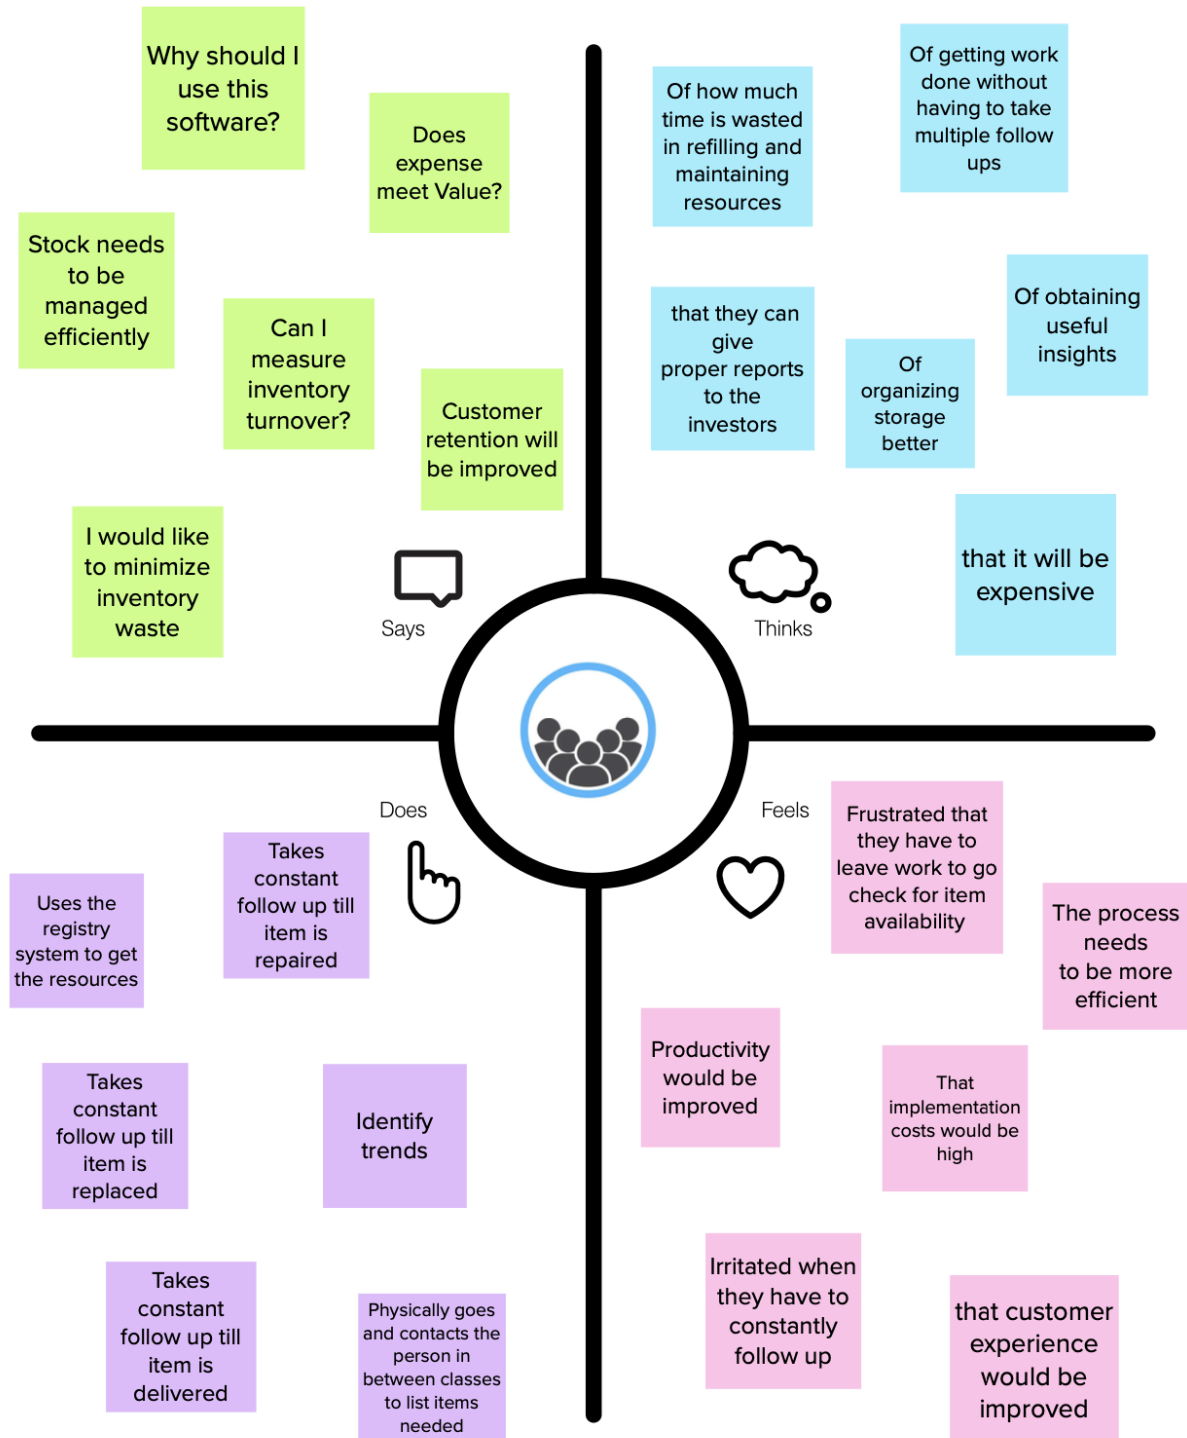 Why should I
use this
software?
Does
expense
meet Value?
Stock needs
to be
managed
efficiently
Can I
measure
inventory
turnover?
Customer
retention will
be improved
I would like
to minimize
inventory
waste
Says
Of how much
time is wasted
in refilling and
maintaining
resources
Of getting work
done without
having to take
multiple follow
ups
that they can
give
proper reports
to the
investors
Of
organizing
storage
better
Of obtaining
useful
insights
that it will be
expensive
Thinks
Does
Takes
constant
follow up till
item is
repaired
Uses the
registry
system to get
the resources
Takes
constant
follow up till
item is
replaced
Identify
trends
Takes
constant
follow up till
item is
delivered
Physically goes
and contacts the
person in
between classes
to list items
needed
Feels
Frustrated that
they have to
leave work to go
check for item
availability
The process
needs
to be more
efficient
Productivity
would be
improved
That
implementation
costs would be
high
Irritated when
they have to
constantly
follow up
that customer
experience
would be
improved